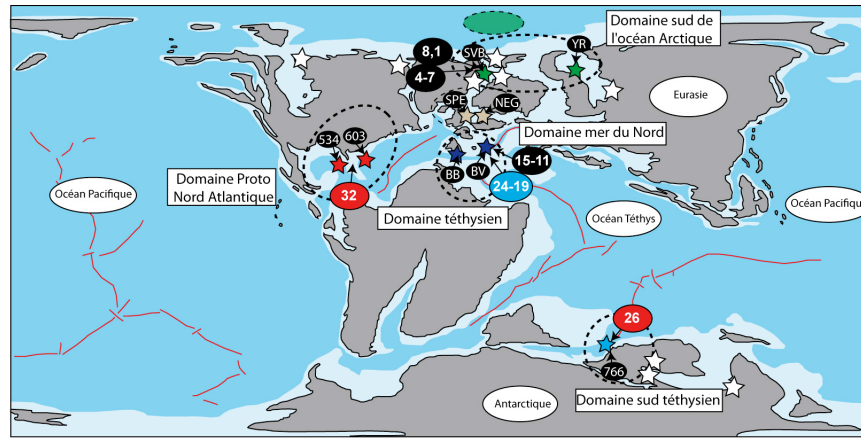 Domaine sud de
l'océan Arctique
8,1
SVB
YR
4-7
SPE
NEG
Eurasie
534
603
Domaine mer du Nord
15-11
Domaine Proto
Nord Atlantique
BB
BV
24-19
Océan Pacifique
32
Domaine téthysien
Océan Téthys
Océan Pacifique
26
766
Antarctique
Domaine sud téthysien